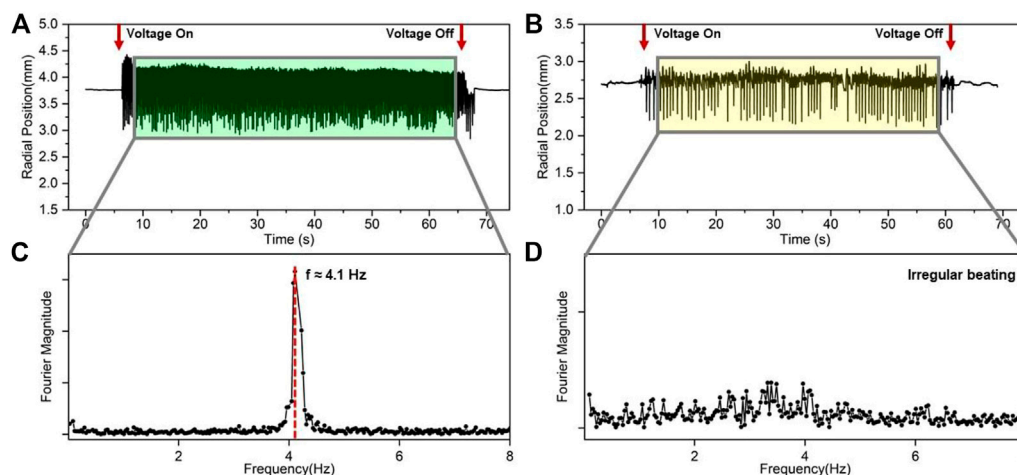 A
Voltage On
Voltage Off
Radial Position(mm)
5.0
4.5
4.0
3.5
3.0
2.5
2.0
1.5
0 10 20 30 40 50 60 70
Time (s)
B
Voltage On
Voltage Off
Radial Position(mm)
3.5
3.0
2.5
2.0
1.5
1.0
0 10 20 30 40 50 60 70
Time (s)
C
f ≈ 4.1 Hz
Fourier Magnitude
2 4 6 8
Frequency(Hz)
D
Irregular beating
Fourier Magnitude
2 4 6
Frequency(Hz)